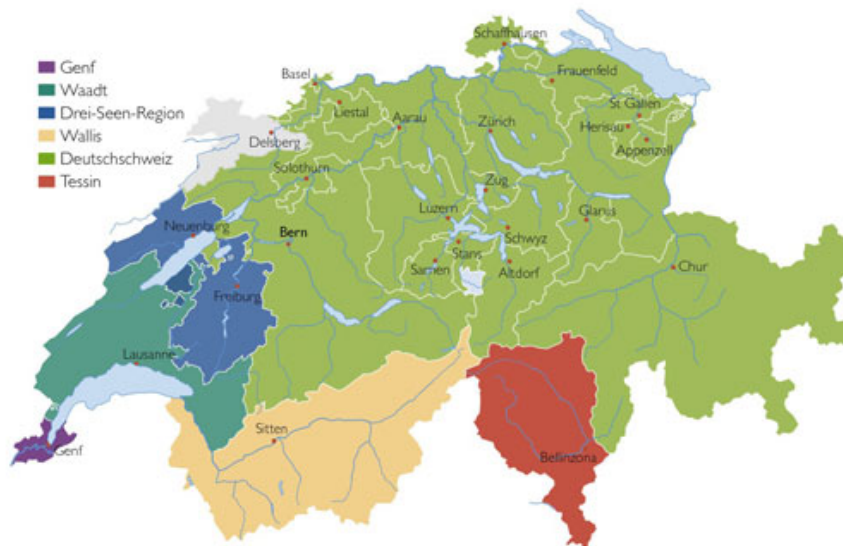 Genf
Waadt
Drei-Seen-Region
Wallis
Deutschschweiz
Tessin
Schaffhausen
Basel
Frauenfeld
Liestal
St Gallen
Aarau
Zürich
Herisau
Delsberg
Appenzell
Solothurn
Zug
Luzern
Glarus
Neuenburg
Bern
Schwyz
Stans
Sarnen
Altdorf
Chur
Freiburg
Lausanne
Sitten
Genf
Bellinzona